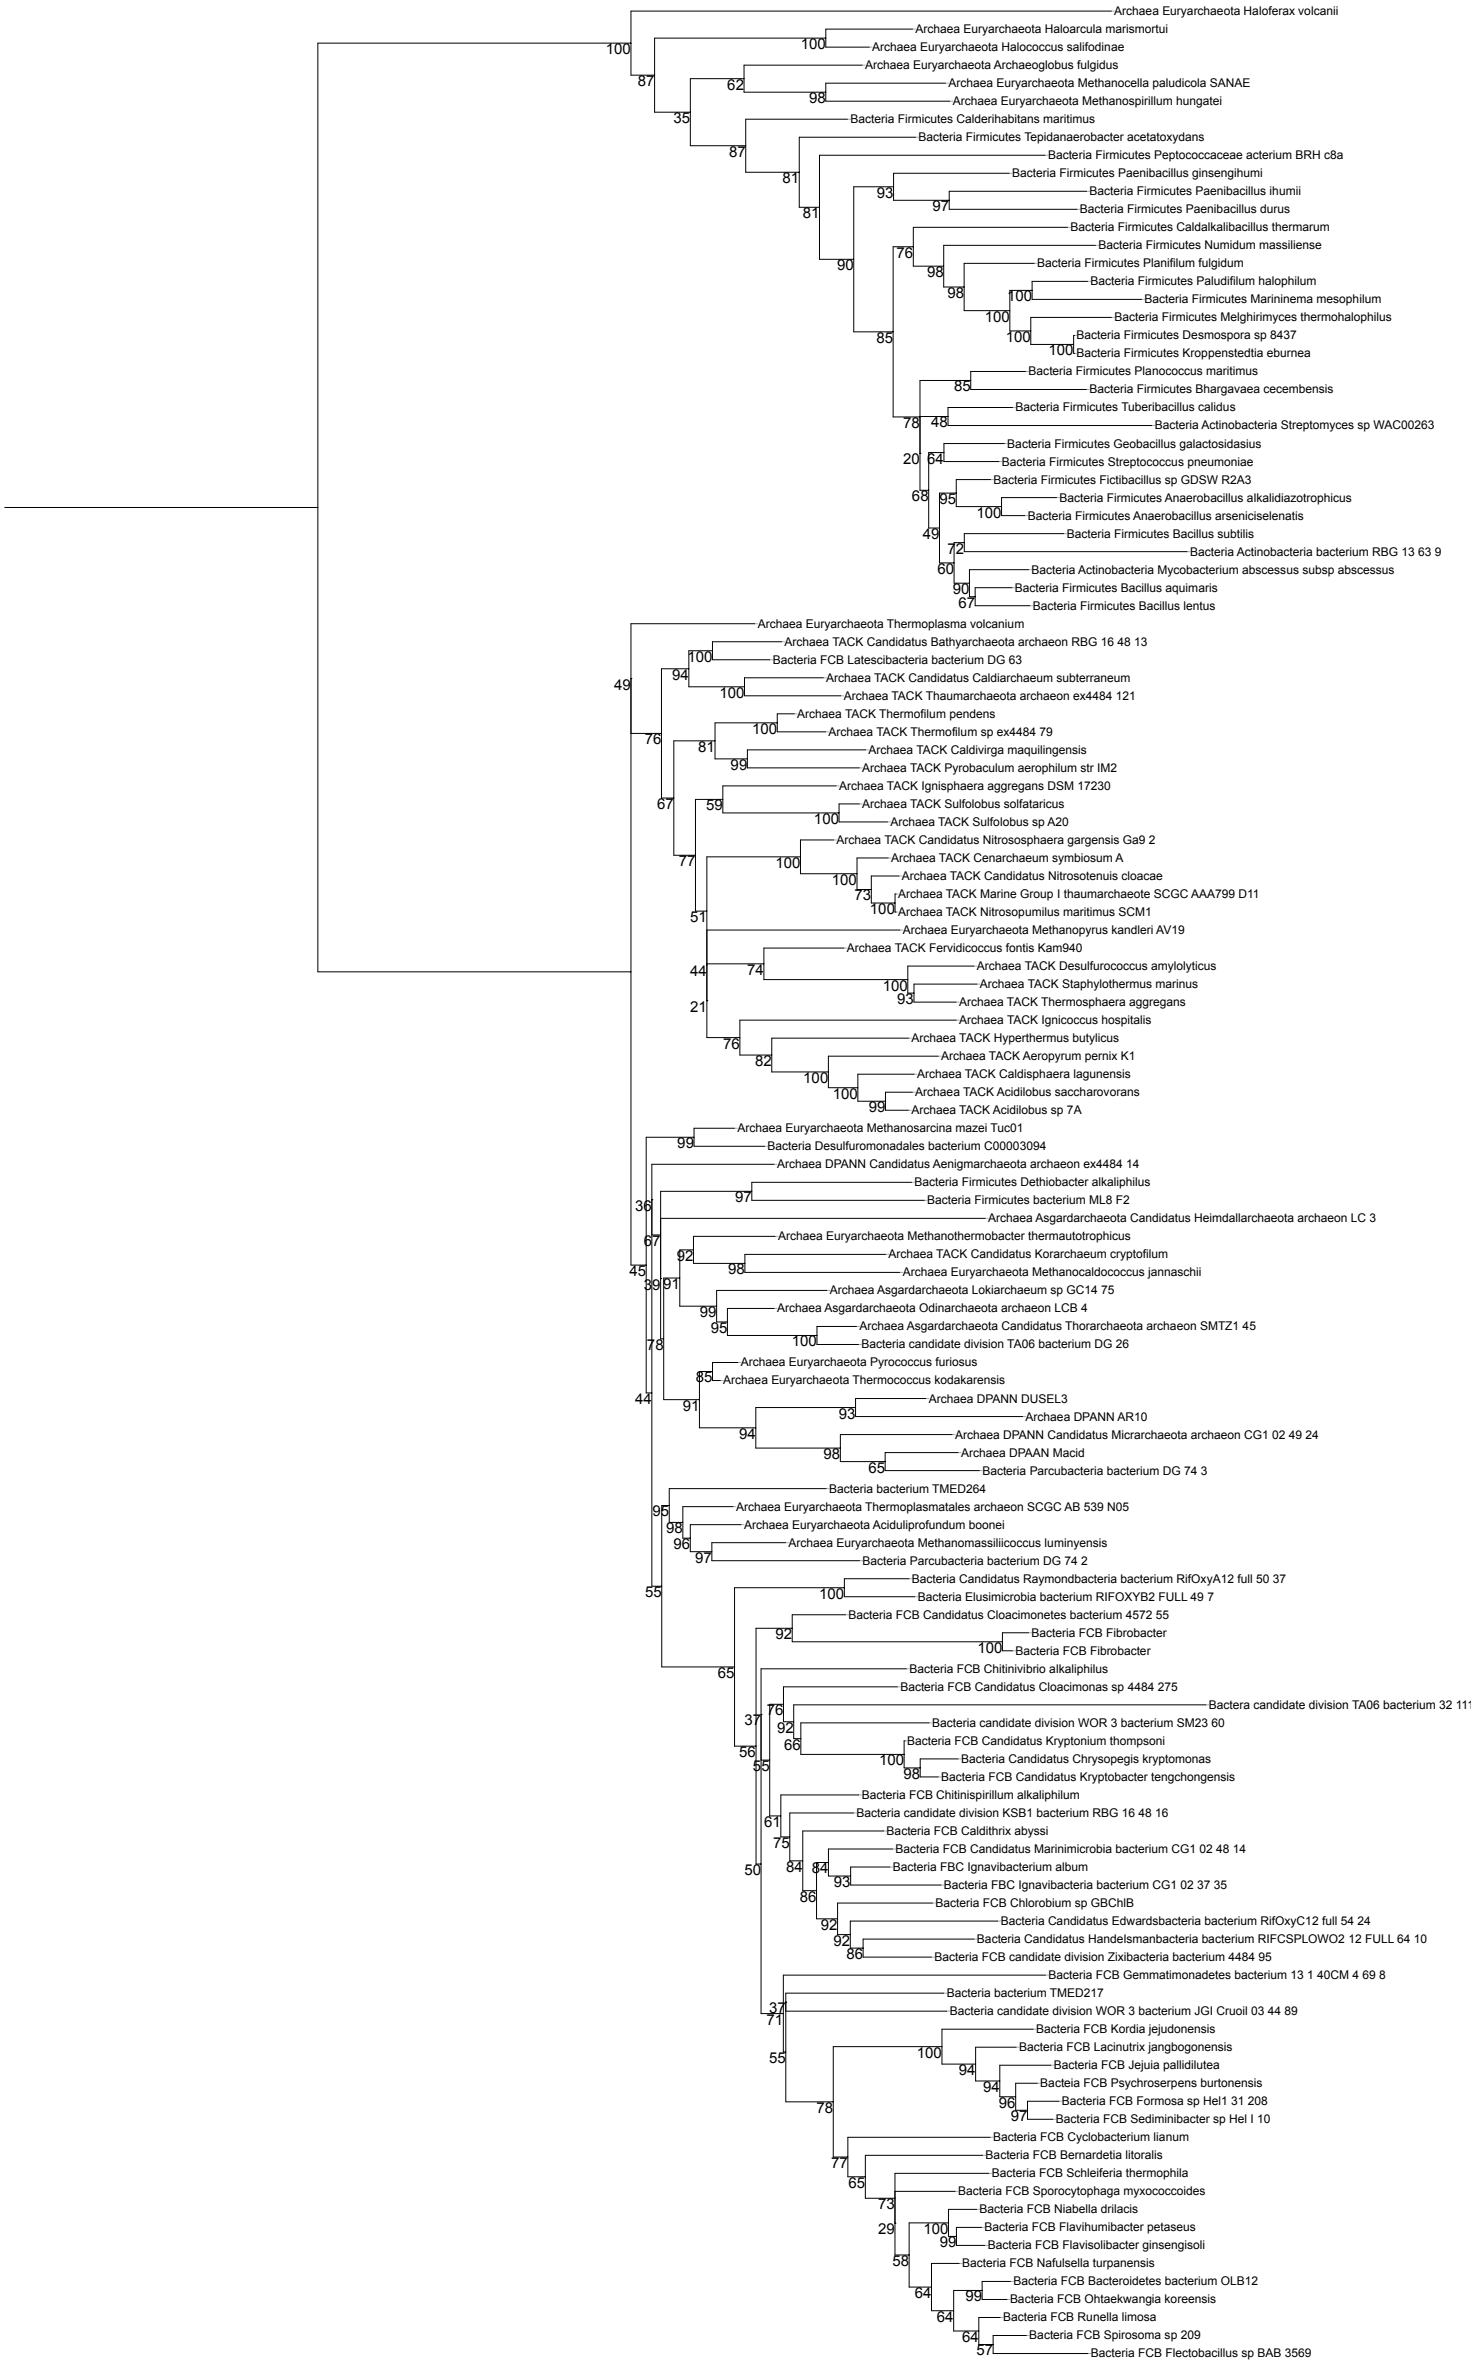 Archaea Euryarchaeota Haloferax volcanii
Archaea Euryarchaeota Haloarcula marismortui
100
100
Archaea Euryarchaeota Halococcus salifodinae
Archaea Euryarchaeota Archaeoglobus fulgidus
87
62
Archaea Euryarchaeota Methanocella paludicola SANAE
98
Archaea Euryarchaeota Methanospirillum hungatei
35
Bacteria Firmicutes Calderihabitans maritimus
Bacteria Firmicutes Tepidanaerobacter acetatoxydans
87
Bacteria Firmicutes Peptococcaceae acterium BRH c8a
81
Bacteria Firmicutes Paenibacillus ginsengihumi
93
Bacteria Firmicutes Paenibacillus ihumii
97
Bacteria Firmicutes Paenibacillus durus
81
Bacteria Firmicutes Caldalkalibacillus thermarum
Bacteria Firmicutes Numidum massiliense
76
90
Bacteria Firmicutes Planifilum fulgidum
98
Bacteria Firmicutes Paludifilum halophilum
98
100
Bacteria Firmicutes Marininema mesophilum
100
Bacteria Firmicutes Melghirimyces thermohalophilus
85
100
Bacteria Firmicutes Desmospora sp 8437
100
Bacteria Firmicutes Kroppenstedtia eburnea
Bacteria Firmicutes Planococcus maritimus
85
Bacteria Firmicutes Bhargavaea cecembensis
Bacteria Firmicutes Tuberibacillus calidus
78
48
Bacteria Actinobacteria Streptomyces sp WAC00263
Bacteria Firmicutes Geobacillus galactosidasius
20
64
Bacteria Firmicutes Streptococcus pneumoniae
Bacteria Firmicutes Fictibacillus sp GDSW R2A3
68
95
Bacteria Firmicutes Anaerobacillus alkalidiazotrophicus
100
Bacteria Firmicutes Anaerobacillus arseniciselenatis
49
Bacteria Firmicutes Bacillus subtilis
72
Bacteria Actinobacteria bacterium RBG 13 63 9
60
Bacteria Actinobacteria Mycobacterium abscessus subsp abscessus
90
Bacteria Firmicutes Bacillus aquimaris
67
Bacteria Firmicutes Bacillus lentus
Archaea Euryarchaeota Thermoplasma volcanium
Archaea TACK Candidatus Bathyarchaeota archaeon RBG 16 48 13
100
Bacteria FCB Latescibacteria bacterium DG 63
94
49
Archaea TACK Candidatus Caldiarchaeum subterraneum
100
Archaea TACK Thaumarchaeota archaeon ex4484 121
Archaea TACK Thermofilum pendens
100
Archaea TACK Thermofilum sp ex4484 79
76
81
Archaea TACK Caldivirga maquilingensis
99
Archaea TACK Pyrobaculum aerophilum str IM2
Archaea TACK Ignisphaera aggregans DSM 17230
67
59
Archaea TACK Sulfolobus solfataricus
100
Archaea TACK Sulfolobus sp A20
Archaea TACK Candidatus Nitrososphaera gargensis Ga9 2
77
100
Archaea TACK Cenarchaeum symbiosum A
100
Archaea TACK Candidatus Nitrosotenuis cloacae
73
Archaea TACK Marine Group I thaumarchaeote SCGC AAA799 D11
100
Archaea TACK Nitrosopumilus maritimus SCM1
51
Archaea Euryarchaeota Methanopyrus kandleri AV19
Archaea TACK Fervidicoccus fontis Kam940
44
74
Archaea TACK Desulfurococcus amylolyticus
100
Archaea TACK Staphylothermus marinus
93
Archaea TACK Thermosphaera aggregans
21
Archaea TACK Ignicoccus hospitalis
Archaea TACK Hyperthermus butylicus
76
Archaea TACK Aeropyrum pernix K1
82
Archaea TACK Caldisphaera lagunensis
100
Archaea TACK Acidilobus saccharovorans
100
99
Archaea TACK Acidilobus sp 7A
Archaea Euryarchaeota Methanosarcina mazei Tuc01
99
Bacteria Desulfuromonadales bacterium C00003094
Archaea DPANN Candidatus Aenigmarchaeota archaeon ex4484 14
Bacteria Firmicutes Dethiobacter alkaliphilus
97
Bacteria Firmicutes bacterium ML8 F2
36
Archaea Asgardarchaeota Candidatus Heimdallarchaeota archaeon LC 3
67
Archaea Euryarchaeota Methanothermobacter thermautotrophicus
92
Archaea TACK Candidatus Korarchaeum cryptofilum
45
98
Archaea Euryarchaeota Methanocaldococcus jannaschii
39
91
Archaea Asgardarchaeota Lokiarchaeum sp GC14 75
99
Archaea Asgardarchaeota Odinarchaeota archaeon LCB 4
95
Archaea Asgardarchaeota Candidatus Thorarchaeota archaeon SMTZ1 45
100
Bacteria candidate division TA06 bacterium DG 26
78
Archaea Euryarchaeota Pyrococcus furiosus
85
Archaea Euryarchaeota Thermococcus kodakarensis
44
91
Archaea DPANN DUSEL3
93
Archaea DPANN AR10
94
Archaea DPANN Candidatus Micrarchaeota archaeon CG1 02 49 24
98
Archaea DPAAN Macid
65
Bacteria Parcubacteria bacterium DG 74 3
Bacteria bacterium TMED264
95
Archaea Euryarchaeota Thermoplasmatales archaeon SCGC AB 539 N05
98
Archaea Euryarchaeota Aciduliprofundum boonei
96
Archaea Euryarchaeota Methanomassiliicoccus luminyensis
97
Bacteria Parcubacteria bacterium DG 74 2
55
Bacteria Candidatus Raymondbacteria bacterium RifOxyA12 full 50 37
100
Bacteria Elusimicrobia bacterium RIFOXYB2 FULL 49 7
Bacteria FCB Candidatus Cloacimonetes bacterium 4572 55
92
Bacteria FCB Fibrobacter
100
Bacteria FCB Fibrobacter
65
Bacteria FCB Chitinivibrio alkaliphilus
Bacteria FCB Candidatus Cloacimonas sp 4484 275
76
Bactera candidate division TA06 bacterium 32 111
37
92
Bacteria candidate division WOR 3 bacterium SM23 60
66
Bacteria FCB Candidatus Kryptonium thompsoni
56
100
Bacteria Candidatus Chrysopegis kryptomonas
55
98
Bacteria FCB Candidatus Kryptobacter tengchongensis
Bacteria FCB Chitinispirillum alkaliphilum
61
Bacteria candidate division KSB1 bacterium RBG 16 48 16
75
Bacteria FCB Caldithrix abyssi
Bacteria FCB Candidatus Marinimicrobia bacterium CG1 02 48 14
50
84
84
Bacteria FBC Ignavibacterium album
93
Bacteria FBC Ignavibacteria bacterium CG1 02 37 35
86
Bacteria FCB Chlorobium sp GBChlB
92
Bacteria Candidatus Edwardsbacteria bacterium RifOxyC12 full 54 24
92
Bacteria Candidatus Handelsmanbacteria bacterium RIFCSPLOWO2 12 FULL 64 10
86
Bacteria FCB candidate division Zixibacteria bacterium 4484 95
Bacteria FCB Gemmatimonadetes bacterium 13 1 40CM 4 69 8
Bacteria bacterium TMED217
37
Bacteria candidate division WOR 3 bacterium JGI Cruoil 03 44 89
71
Bacteria FCB Kordia jejudonensis
55
100
Bacteria FCB Lacinutrix jangbogonensis
94
Bacteria FCB Jejuia pallidilutea
94
Bacteia FCB Psychroserpens burtonensis
96
Bacteria FCB Formosa sp Hel1 31 208
78
97
Bacteria FCB Sediminibacter sp Hel I 10
Bacteria FCB Cyclobacterium lianum
77
Bacteria FCB Bernardetia litoralis
65
Bacteria FCB Schleiferia thermophila
73
Bacteria FCB Sporocytophaga myxococcoides
Bacteria FCB Niabella drilacis
29
100
Bacteria FCB Flavihumibacter petaseus
99
Bacteria FCB Flavisolibacter ginsengisoli
58
Bacteria FCB Nafulsella turpanensis
64
Bacteria FCB Bacteroidetes bacterium OLB12
99
Bacteria FCB Ohtaekwangia koreensis
64
Bacteria FCB Runella limosa
64
Bacteria FCB Spirosoma sp 209
57
Bacteria FCB Flectobacillus sp BAB 3569